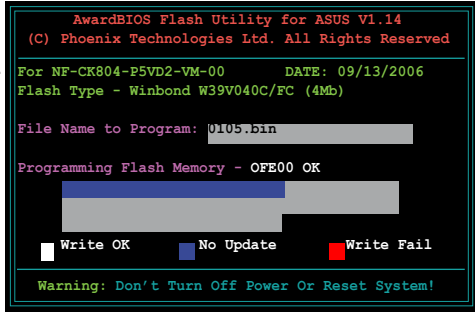 AwardBIOS Flash Utility for ASUS V1.14
(C) Phoenix Technologies Ltd. All Rights Reserved
For NF-CK804-P5VD2-VM-00 DATE: 09/13/2006
Flash Type - Winbond W39V040C/FC (4Mb)
File Name to Program: 0105.bin
Programming Flash Memory - OFE00 OK
Write OK No Update Write Fail
Warning: Don't Turn Off Power Or Reset System!